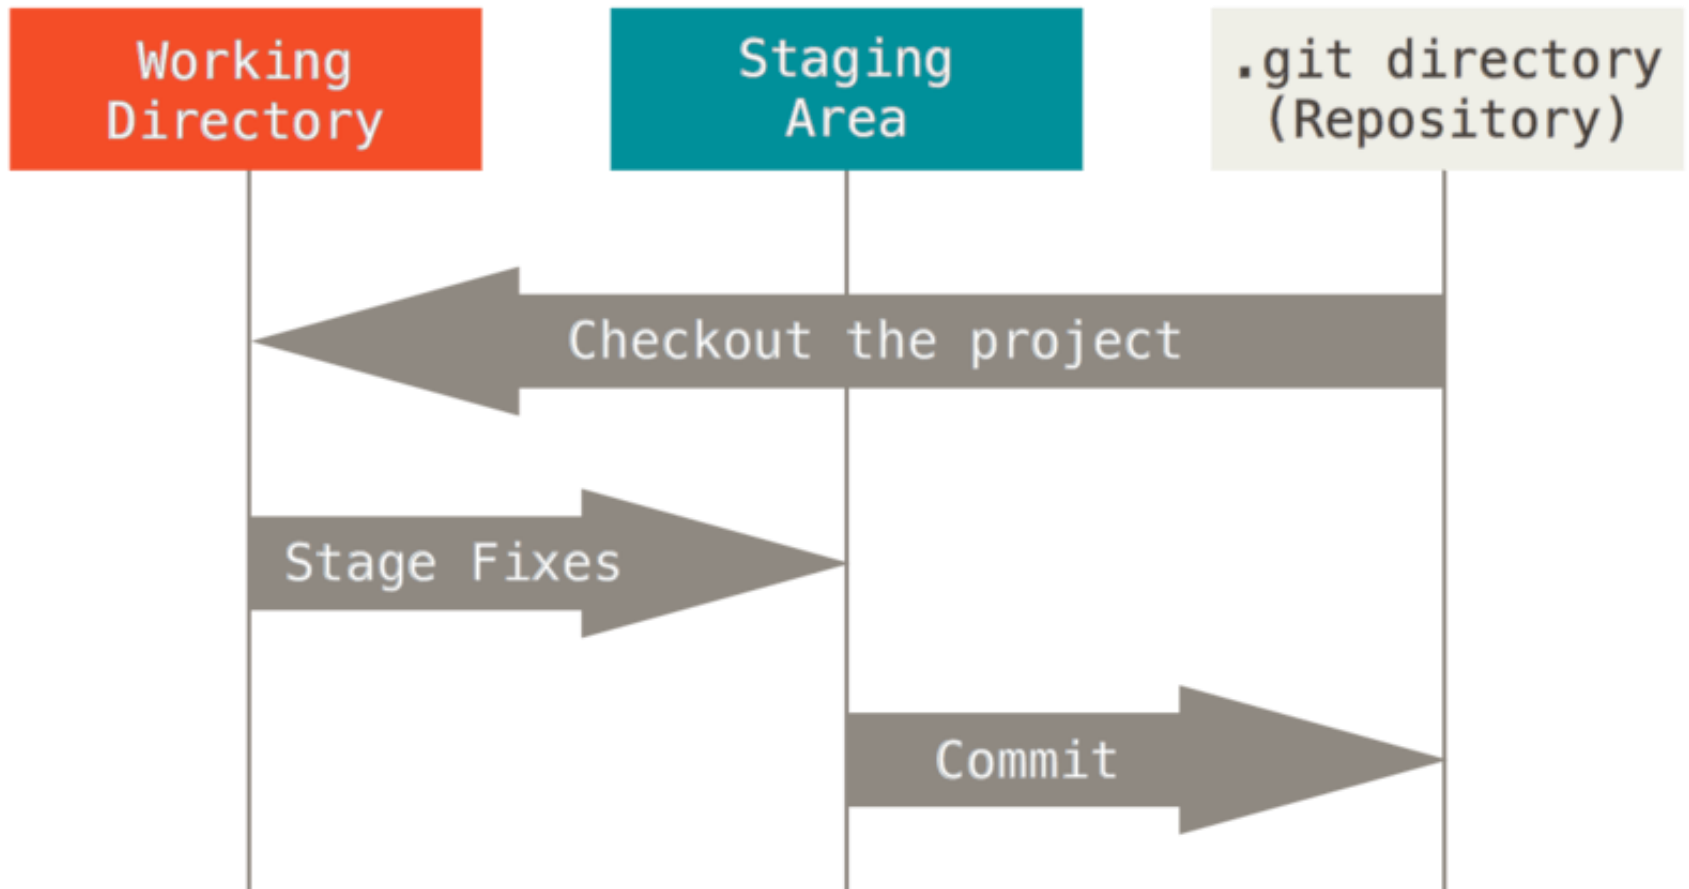 Working
Directory
Staging
Area
.git directory
(Repository)
Checkout the project
Stage Fixes
Commit